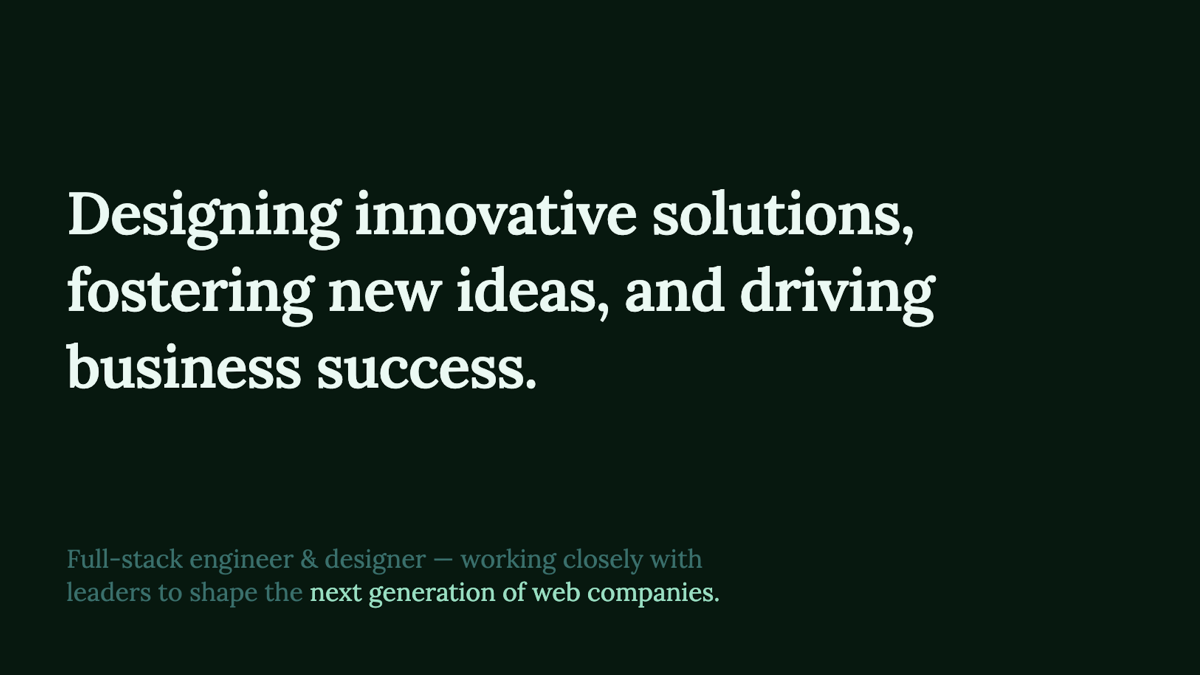 Designing innovative solutions,
fostering new ideas, and driving
business success.
Full-stack engineer & designer — working closely with
leaders to shape the next generation of web companies.